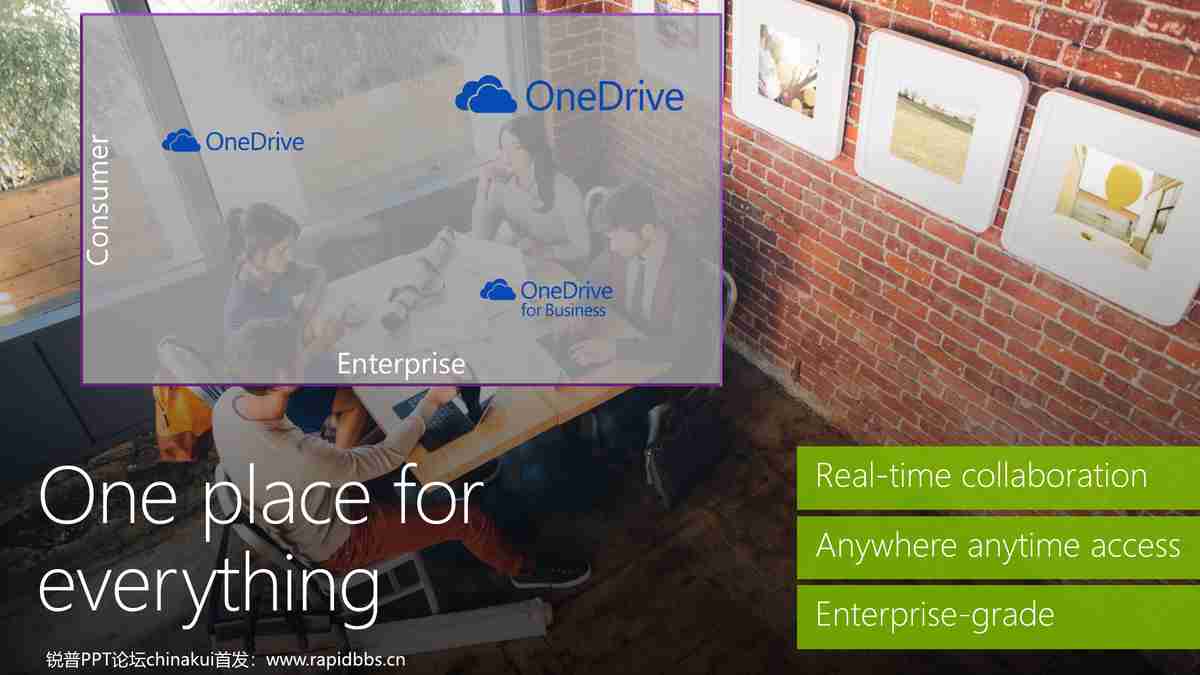 OneDrive
OneDrive
Consumer
OneDrive
for Business
Enterprise
One place for
everything
Real-time collaboration
Anywhere anytime access
Enterprise-grade
锐普PPT论坛chinakui首发：www.rapidbbs.cn